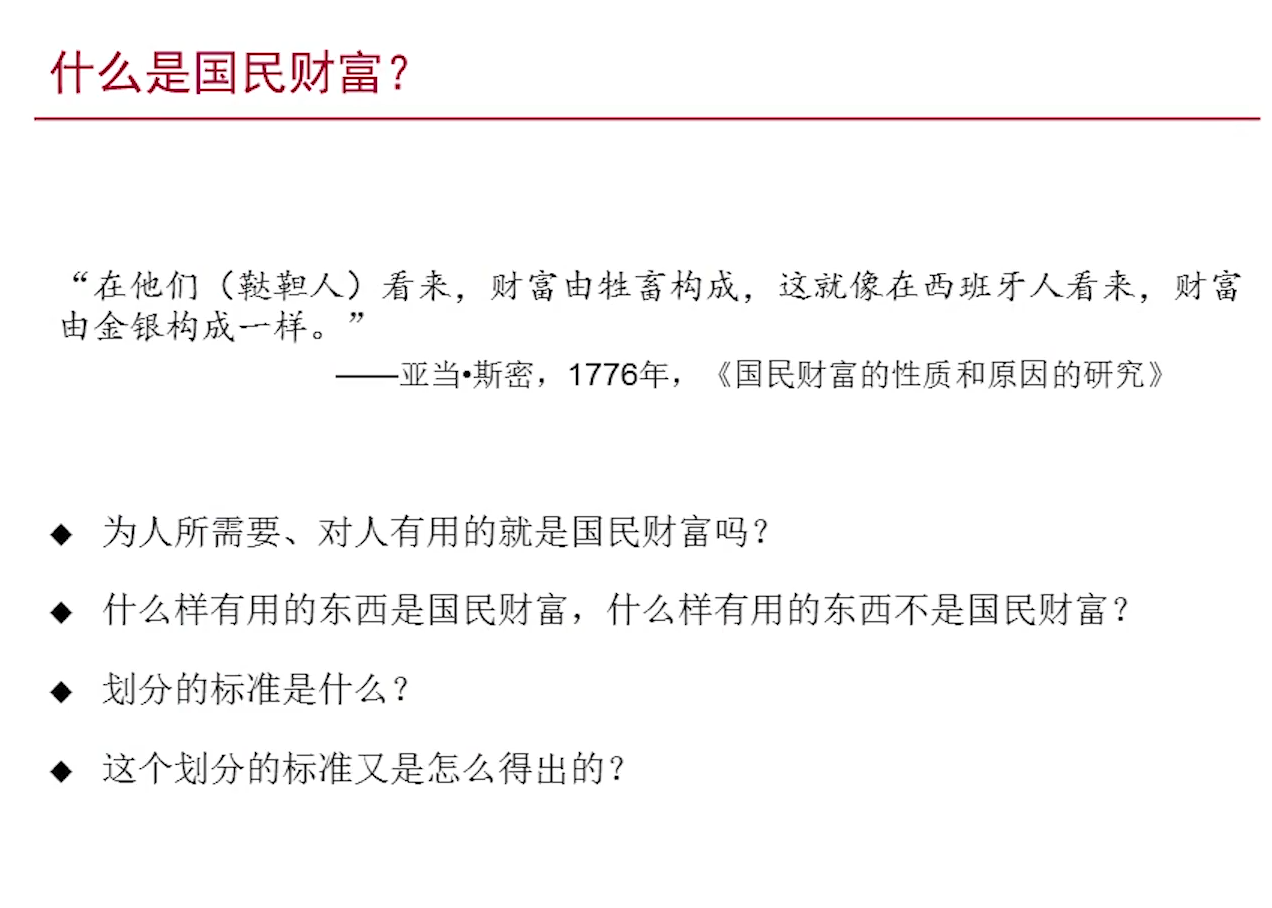 什么是国民财富？
“在他们（鞑靼人）看来，财富由牲畜构成，这就像在西班牙人看来，财富
由金银构成一样。”
——亚当•斯密，1776年，《国民财富的性质和原因的研究》
◆ 为人所需要、对人有用的就是国民财富吗？
◆ 什么样有用的东西是国民财富，什么样有用的东西不是国民财富？
◆ 划分的标准是什么？
◆ 这个划分的标准又是怎么得出的？